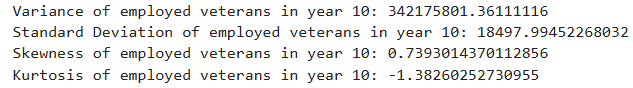 Variance of employed veterans in year 10: 342175801.36111116
Standard Deviation of employed veterans in year 10: 18497.99452268032
Skewness of employed veterans in year 10: 0.7393014370112856
Kurtosis of employed veterans in year 10: -1.38260252730955